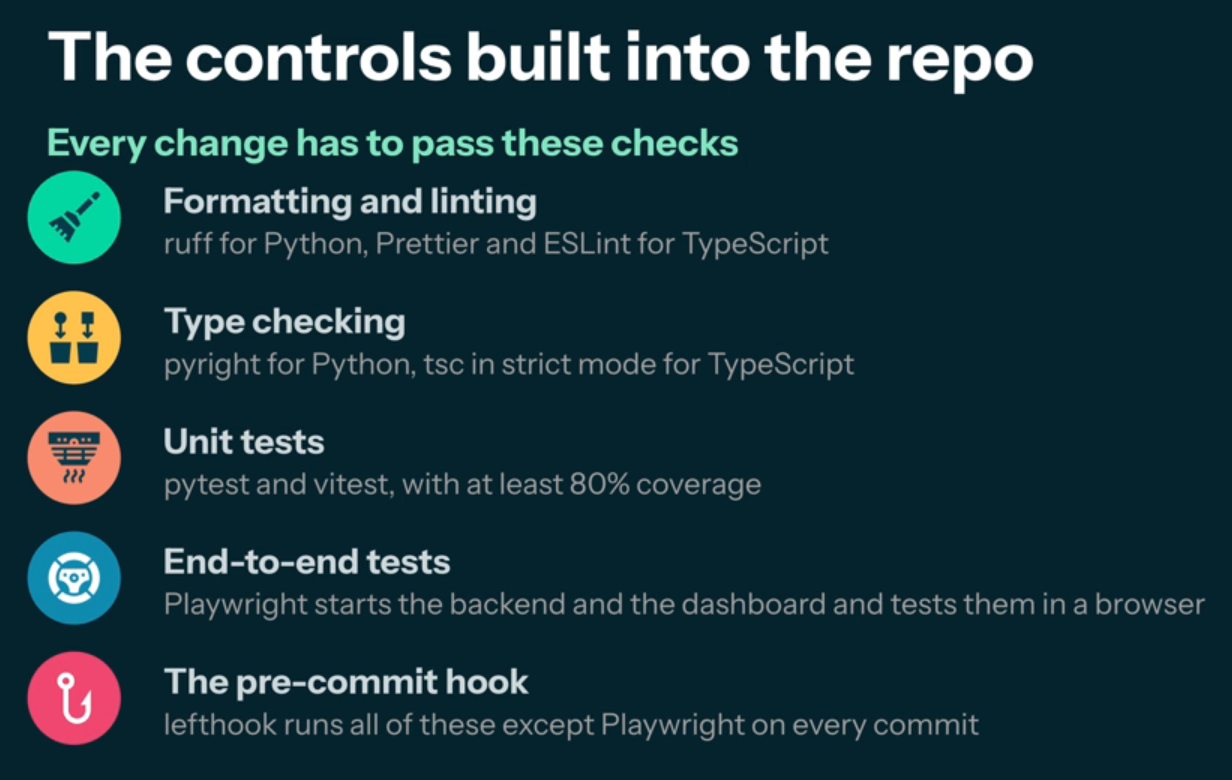 The controls built into the repo
Every change has to pass these checks
Formatting and linting
ruff for Python, Prettier and ESLint for TypeScript
Type checking
pyright for Python, tsc in strict mode for TypeScript
Unit tests
pytest and vitest, with at least 80% coverage
End-to-end tests
Playwright starts the backend and the dashboard and tests them in a browser
The pre-commit hook
lefthook runs all of these except Playwright on every commit